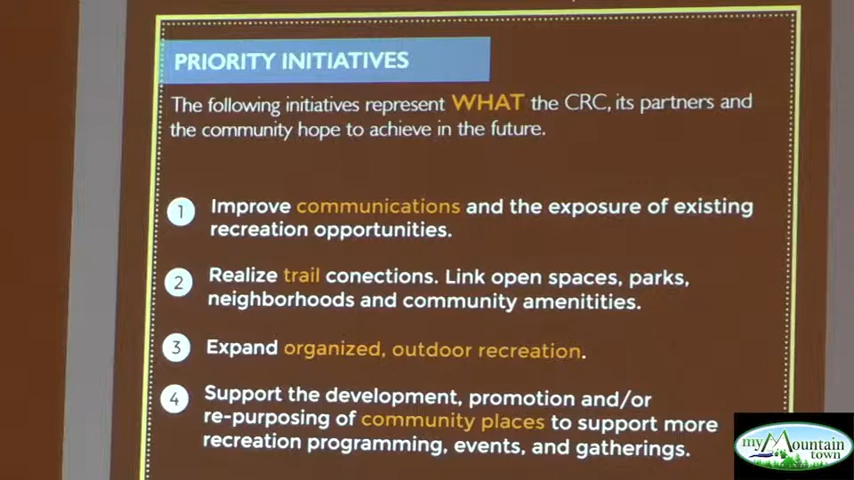 PRIORITY INITIATIVES
The following initiatives represent WHAT the CRC, its partners and
the community hope to achieve in the future.
1 Improve communications and the exposure of existing
recreation opportunities.
2 Realize trail conections. Link open spaces, parks,
neighborhoods and community amenitities.
3 Expand organized, outdoor recreation.
4 Support the development, promotion and/or
re-purposing of community places to support more
recreation programming, events, and gatherings.
my Mountain
town